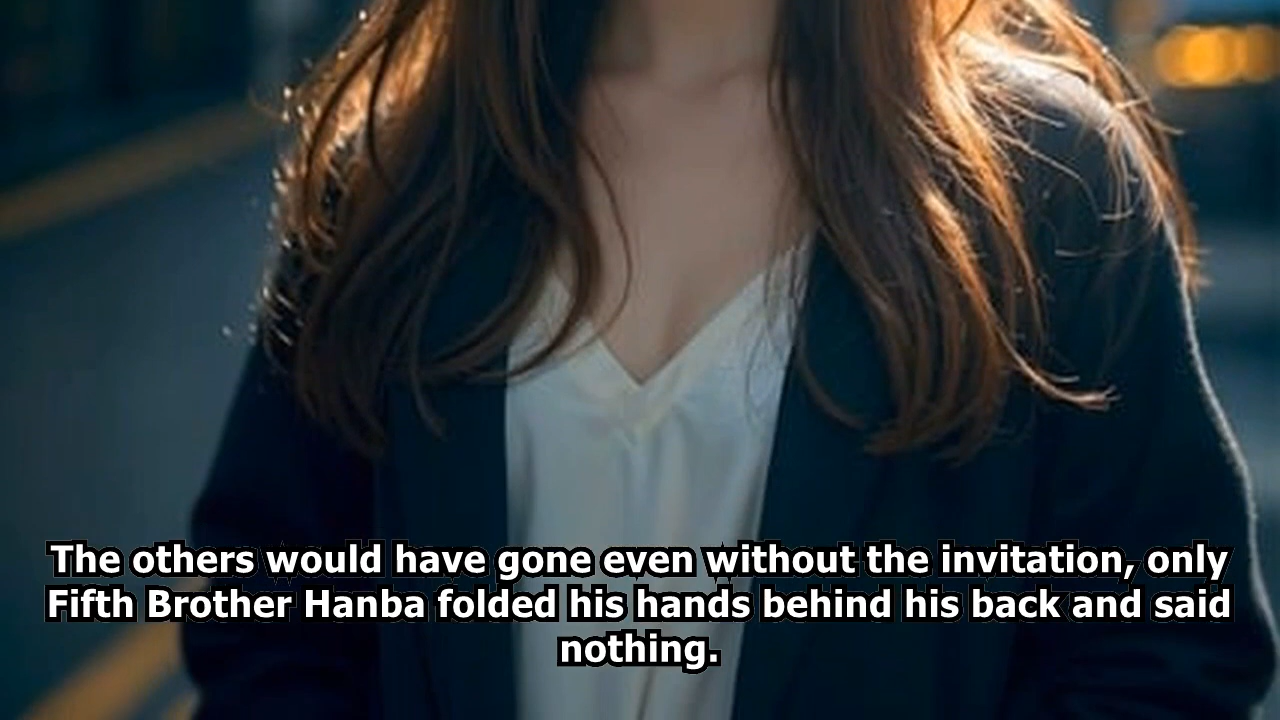 The others would have gone even without the invitation, only
Fifth Brother Hanba folded his hands behind his back and said
nothing.